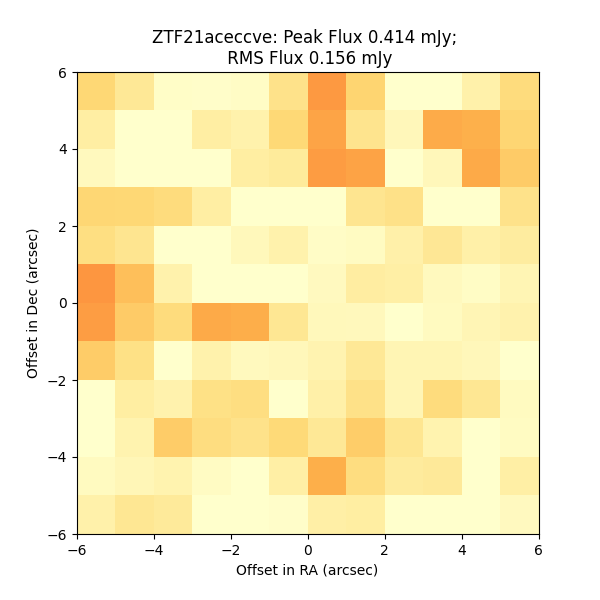 ZTF21aceccve: Peak Flux 0.414 mJy;
RMS Flux 0.156 mJy
6
4
2
0
−2
−4
−6
Offset in Dec (arcsec)
−6 −4 −2 0 2 4 6
Offset in RA (arcsec)